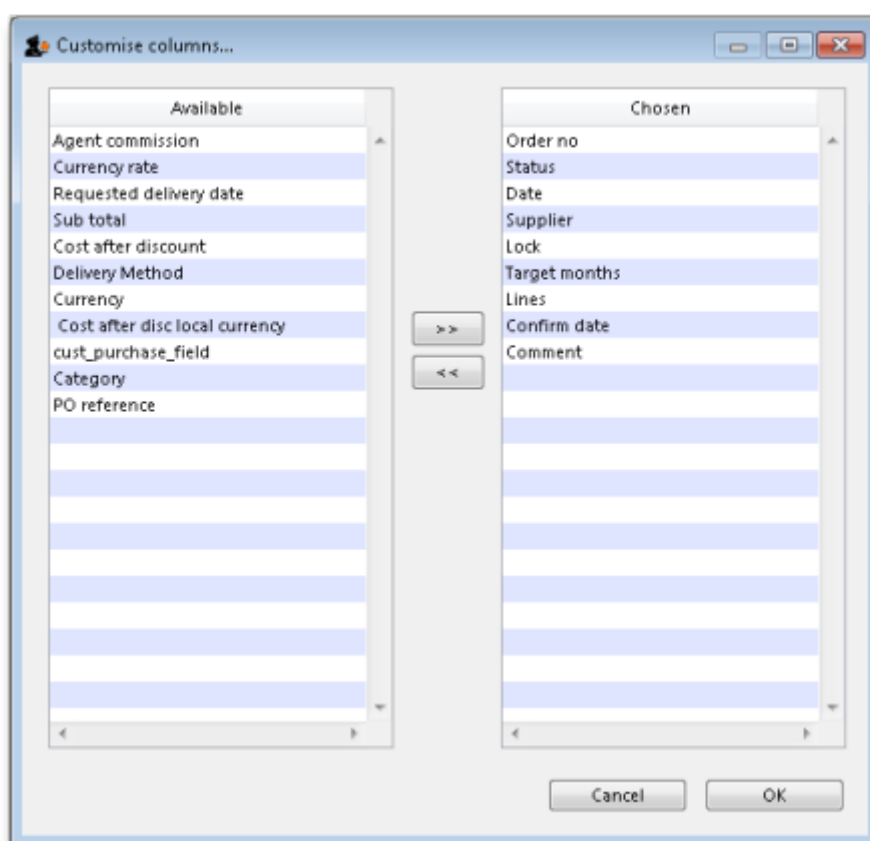 Customise columns...
Available
Agent commission
Currency rate
Requested delivery date
Sub total
Cost after discount
Delivery Method
Currency
Cost after disc local currency
cust_purchase_field
Category
PO reference
>>
<<
Chosen
Order no
Status
Date
Supplier
Lock
Target months
Lines
Confirm date
Comment
Cancel
OK